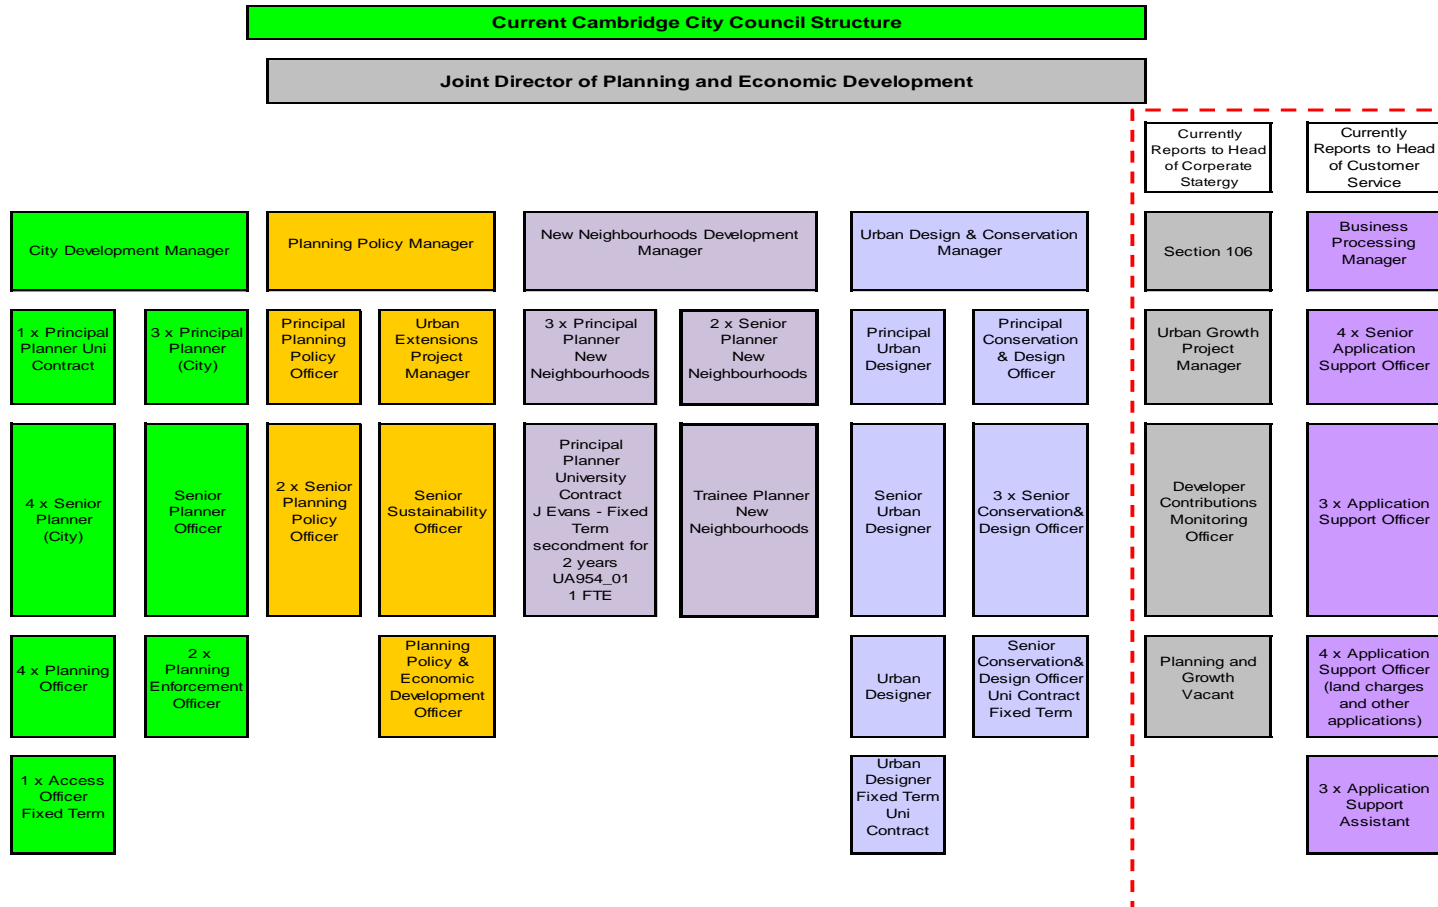 Current Cambridge City Council Structure
Joint Director of Planning and Economic Development
Currently
Reports to Head
of Corperate
Statergy
Currently
Reports to Head
of Customer
Service
City Development Manager
Planning Policy Manager
New Neighbourhoods Development
Manager
Urban Design & Conservation
Manager
Section 106
Business
Processing
Manager
1 x Principal
Planner Uni
Contract
3 x Principal
Planner
(City)
Principal
Planning
Policy
Officer
Urban
Extensions
Project
Manager
3 x Principal
Planner
New
Neighbourhoods
2 x Senior
Planner
New
Neighbourhoods
Principal
Urban
Designer
Principal
Conservation
& Design
Officer
Urban Growth
Project
Manager
4 x Senior
Application
Support Officer
4 x Senior
Planner
(City)
Senior
Planner
Officer
2 x Senior
Planning
Policy
Officer
Senior
Sustainability
Officer
Principal
Planner
University
Contract
J Evans - Fixed
Term
secondment for
2 years
UA954_01
1 FTE
Trainee Planner
New
Neighbourhoods
Senior
Urban
Designer
3 x Senior
Conservation&
Design Officer
Developer
Contributions
Monitoring
Officer
3 x Application
Support Officer
4 x Planning
Officer
2 x
Planning
Enforcement
Officer
Planning
Policy &
Economic
Development
Officer
Urban
Designer
Senior
Conservation&
Design Officer
Uni Contract
Fixed Term
Planning and
Growth
Vacant
4 x Application
Support Officer
(land charges
and other
applications)
1 x Access
Officer
Fixed Term
Urban
Designer
Fixed Term
Uni
Contract
3 x Application
Support
Assistant